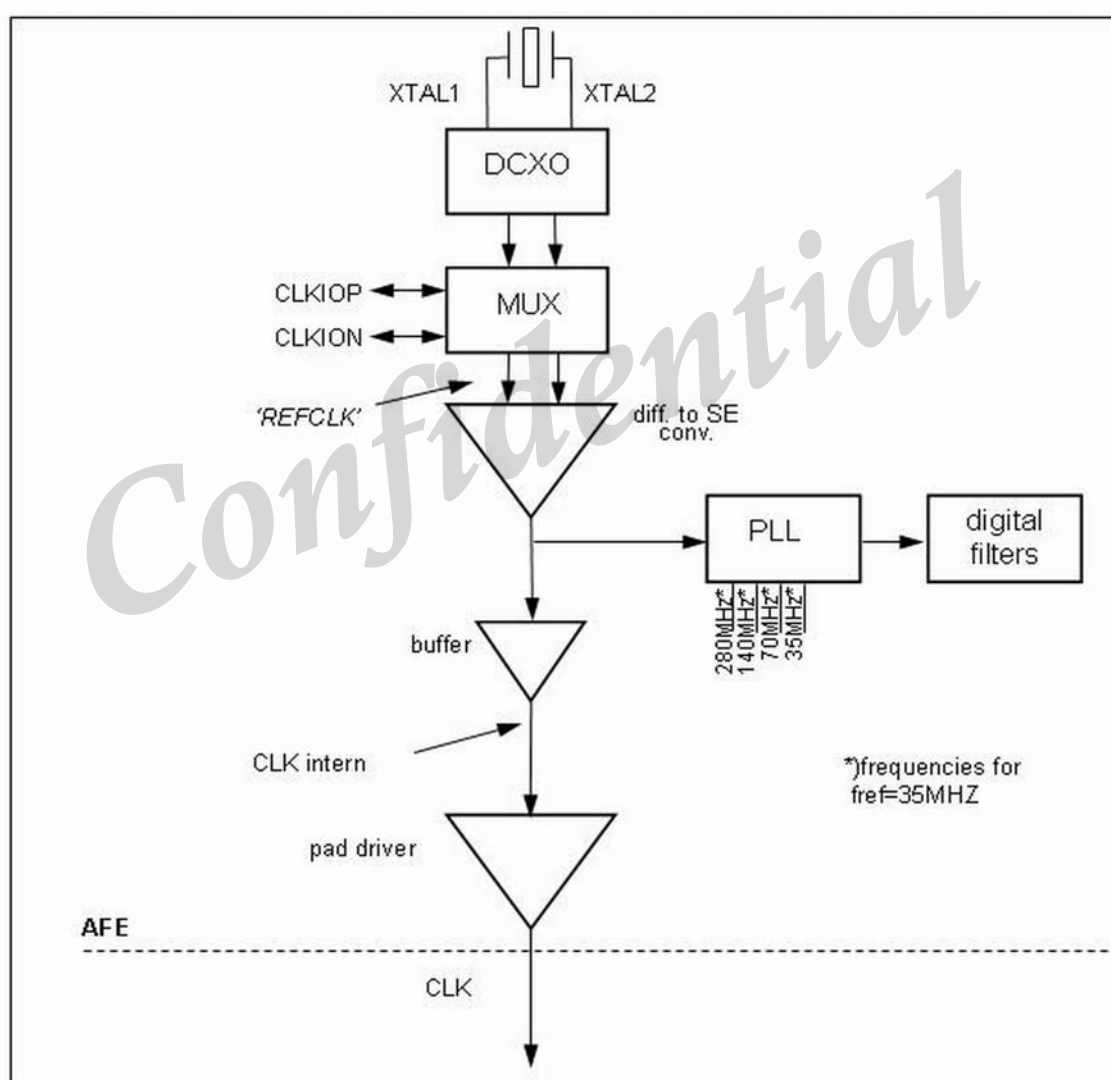 XTAL1
XTAL2
DCXO
CLKIOP
MUX
CLKION
'REFCLK'
diff. to SE
conv.
PLL
digital
filters
280MHz*
140MHz*
70MHz*
35MHz*
buffer
CLK intern
*)frequencies for
fref=35MHZ
pad driver
AFE
CLK
Confidential